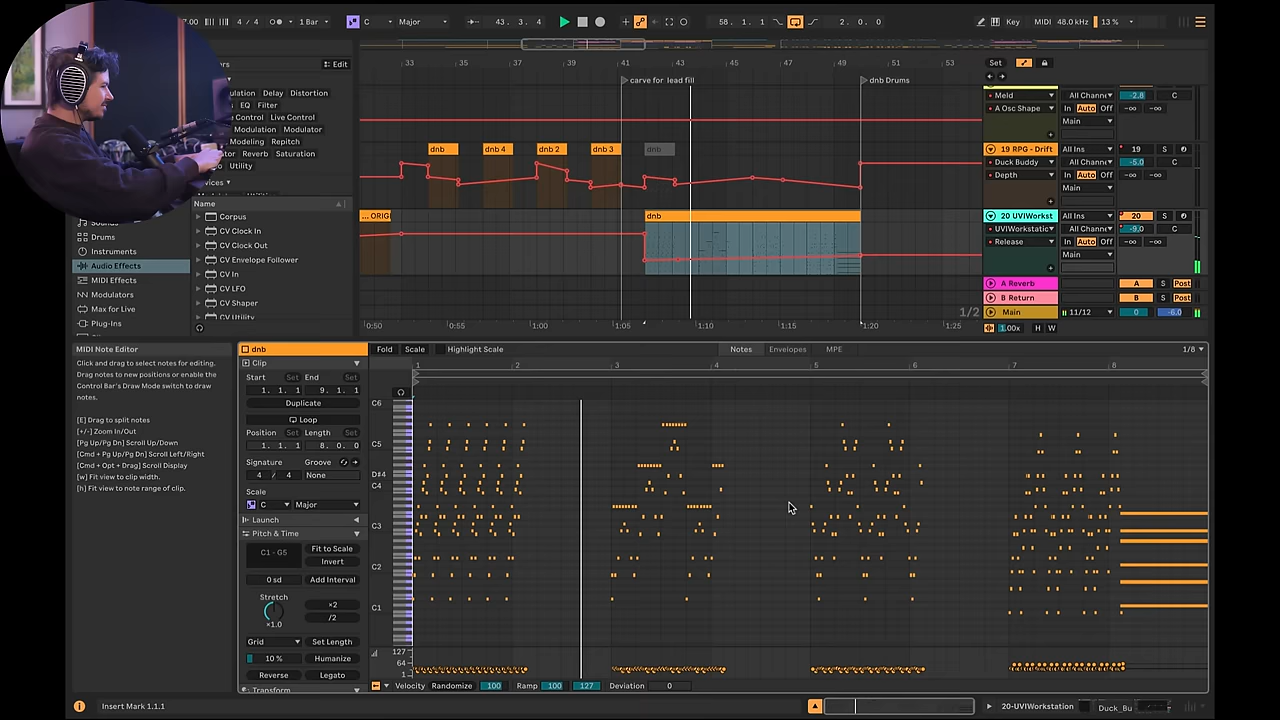 4 / 4
1 Bar
C
Major
43. 3. 4
58. 1. 1
2. 0. 0
Key
MIDI
48.0 kHz
13 %
Edit
Delay
Distortion
EQ
Filter
Live Control
Modulation
Modulator
Repitch
Reverb
Saturation
Utility
Name
Corpus
CV Clock In
CV Clock Out
CV Envelope Follower
CV In
CV LFO
CV Shaper
CV Utility
Drums
Instruments
Audio Effects
MIDI Effects
Modulators
Max for Live
Plug-Ins
33 35 37 39 41 43 45 47 49 51 53
carve for lead fill
dnb Drums
dnb
dnb 4
dnb 2
dnb 3
dnb
... ORIG
dnb
1/2
0:50 0:55 1:00 1:05 1:10 1:15 1:20 1:25
Set
Meld
All Channe
-2.8
C
A Osc Shape
In Auto Off
-∞ -∞
Main
19 RPG - Drift
All Ins
19
S
Duck Buddy
All Channe
-5.0
C
Depth
In Auto Off
-∞ -∞
Main
20 UVIWorkst
All Ins
20
S
UVIWorkstatic
All Channe
-9.0
C
Release
In Auto Off
-∞ -∞
Main
A Reverb
A
S
Post
B Return
B
S
Post
Main
11/12
0
-6.0
1.00x
H
W
MIDI Note Editor
Click and drag to select notes for editing.
Drag notes to new positions or enable the
Control Bar's Draw Mode switch to draw
notes.
[E] Drag to split notes
[+/-] Zoom In/Out
[Pg Up/Pg Dn] Scroll Up/Down
[Cmd + Pg Up/Pg Dn] Scroll Left/Right
[Cmd + Opt + Drag] Scroll Display
[w] Fit view to clip width.
[h] Fit view to note range of clip.
dnb
Clip
Start Set End Set
1. 1. 1 9. 1. 1
Duplicate
Loop
Position Set Length Set
1. 1. 1 8. 0. 0
Signature Groove
4 / 4 None
Scale
C Major
Launch
Pitch & Time
C1 - G5
Fit to Scale
Invert
0 sd
Add Interval
Stretch
×2
/2
×1.0
Grid
Set Length
10 %
Humanize
Reverse
Legato
Transform
Fold
Scale
Highlight Scale
Notes
Envelopes
MPE
1/8
1 2 3 4 5 6 7 8
C6
C5
D#4
C4
C3
C2
C1
127
64
1
Velocity
Randomize
100
Ramp
100
127
Deviation
0
Insert Mark 1.1.1
20-UVIWorkstation
Duck_Bu